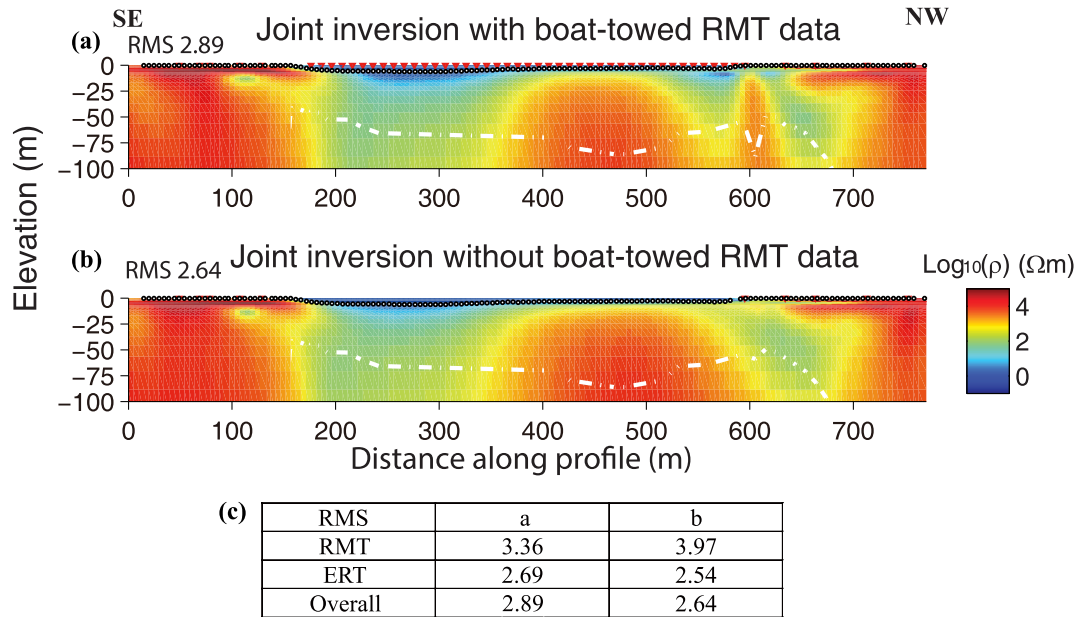 SE
NW
(a)
RMS 2.89
Joint inversion with boat-towed RMT data
0
−25
−50
−75
−100
0 100 200 300 400 500 600 700
Elevation (m)
(b)
RMS 2.64
Joint inversion without boat-towed RMT data
0
−25
−50
−75
−100
0 100 200 300 400 500 600 700
Distance along profile (m)
Log₁₀(ρ) (Ωm)
4
2
0
(c)
RMS a b
RMT 3.36 3.97
ERT 2.69 2.54
Overall 2.89 2.64